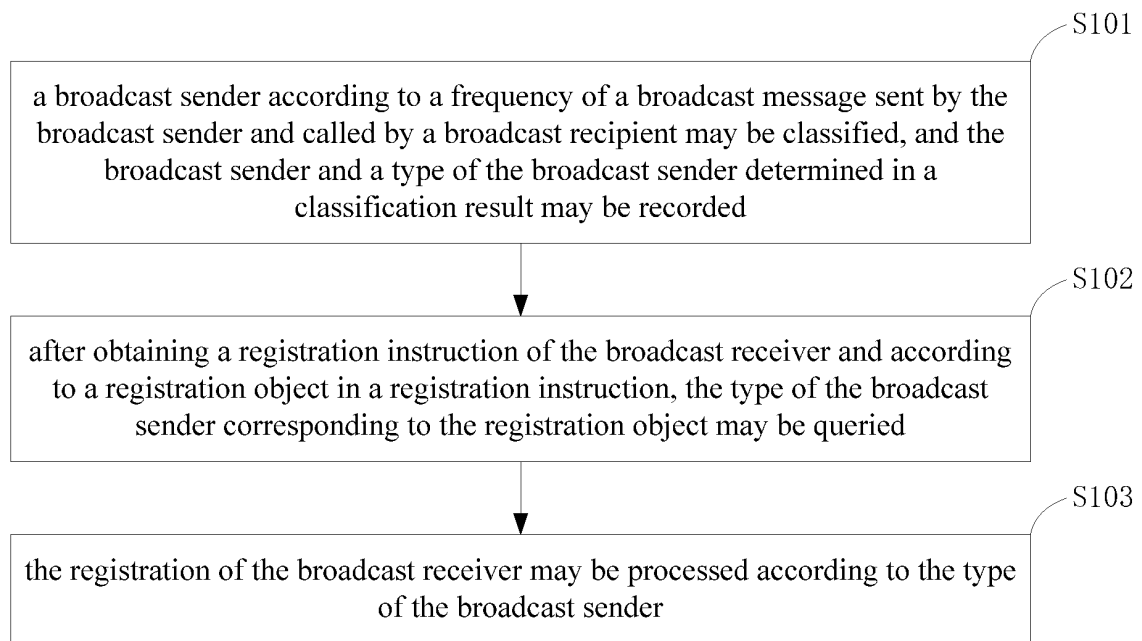 S101
a broadcast sender according to a frequency of a broadcast message sent by the
broadcast sender and called by a broadcast recipient may be classified, and the
broadcast sender and a type of the broadcast sender determined in a
classification result may be recorded
S102
after obtaining a registration instruction of the broadcast receiver and according
to a registration object in a registration instruction, the type of the broadcast
sender corresponding to the registration object may be queried
S103
the registration of the broadcast receiver may be processed according to the type
of the broadcast sender